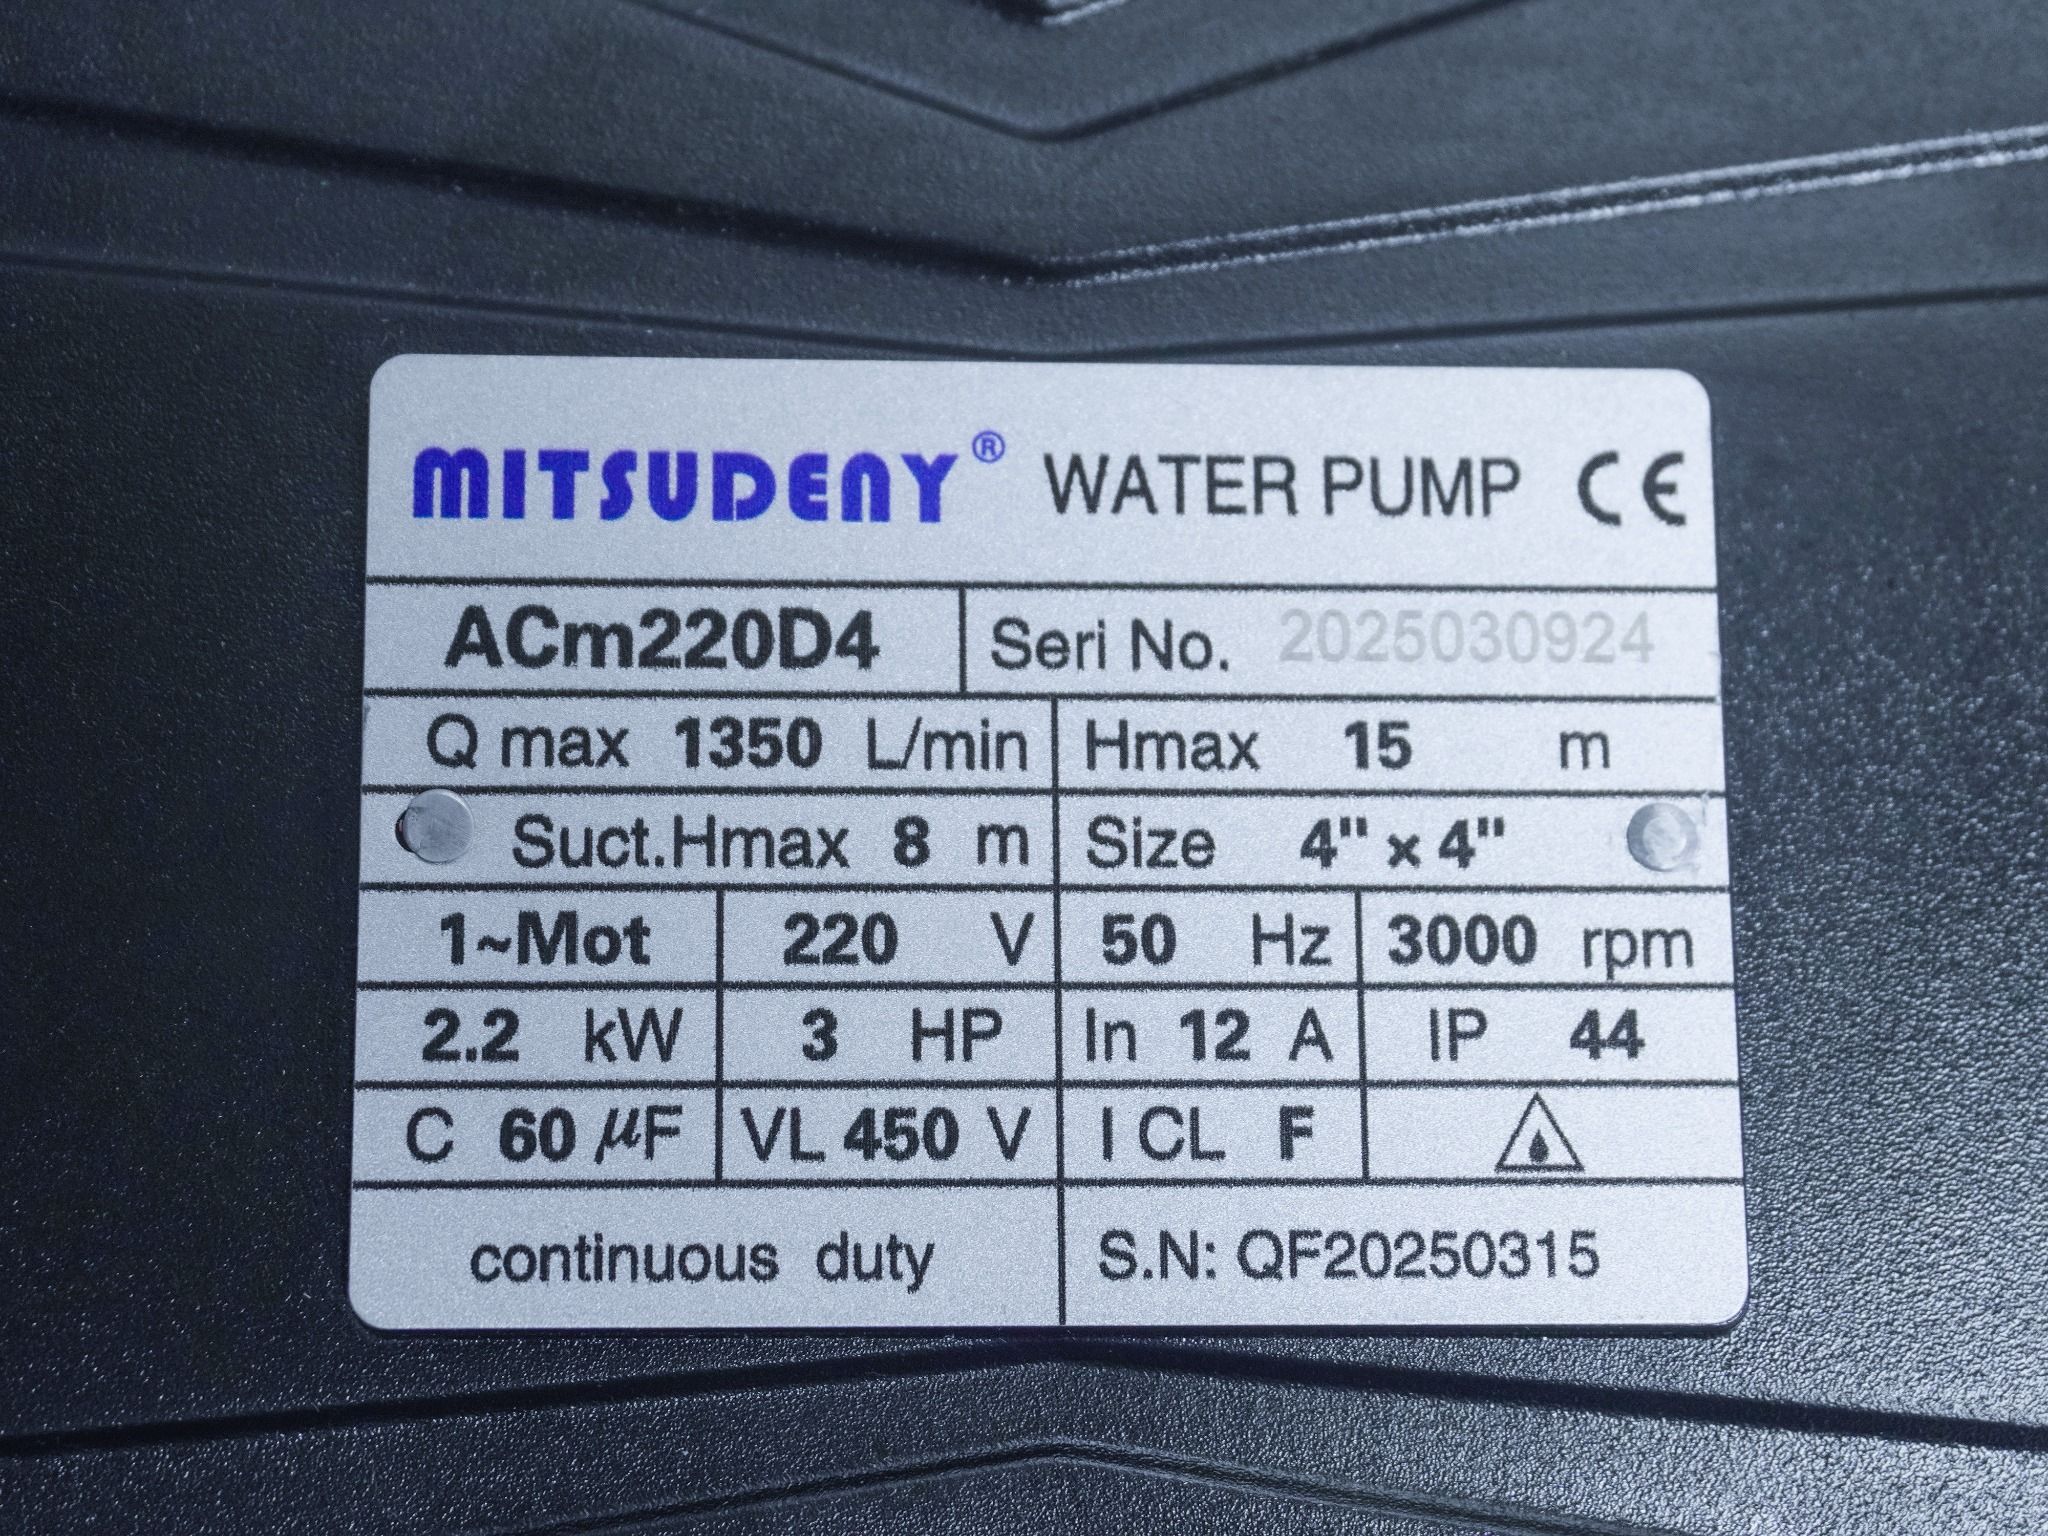 MITSUDENY® WATER PUMP CE
ACm220D4 Seri No. 2025030924
Q max 1350 L/min Hmax 15 m
Suct.Hmax 8 m Size 4" x 4"
1~Mot 220 V 50 Hz 3000 rpm
2.2 kW 3 HP In 12 A IP 44
C 60 µF VL 450 V I CL F
continuous duty S.N: QF20250315